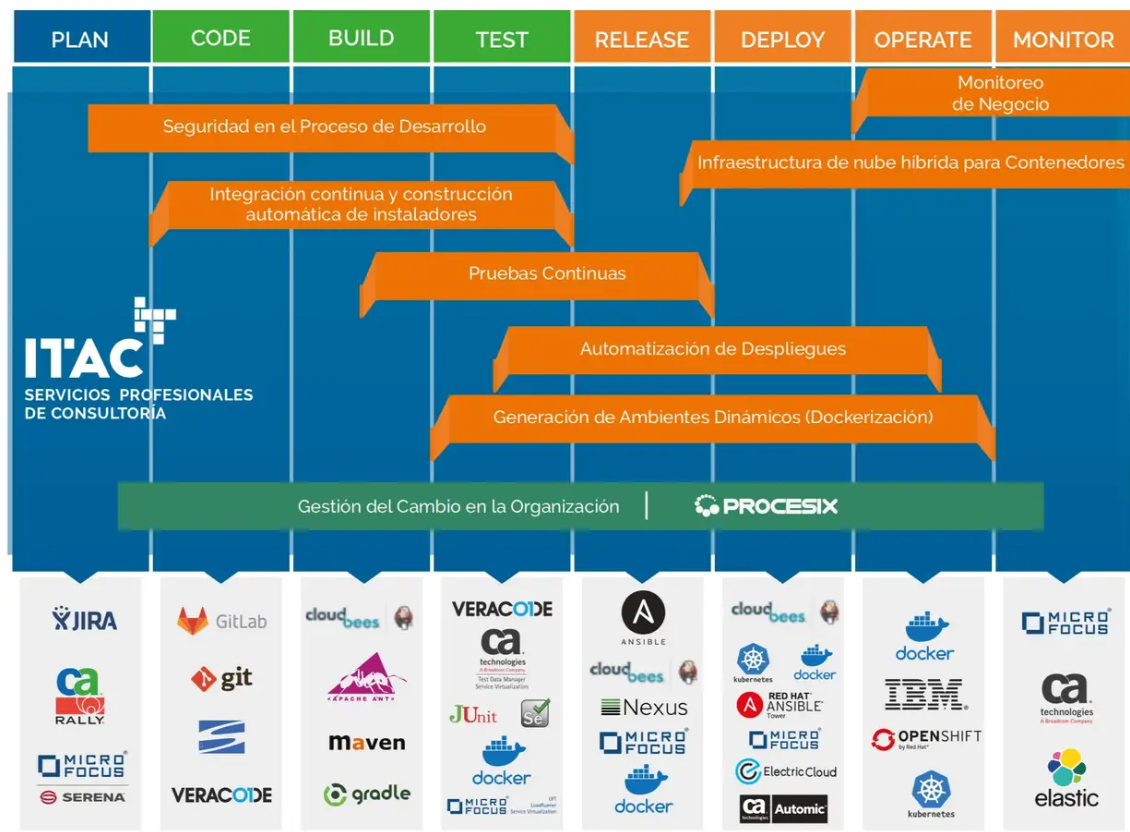 PLAN
CODE
BUILD
TEST
RELEASE
DEPLOY
OPERATE
MONITOR
Monitoreo
de Negocio
Seguridad en el Proceso de Desarrollo
Infraestructura de nube híbrida para Contenedores
Integración continua y construcción
automática de instaladores
Pruebas Continuas
ITAC
SERVICIOS PROFESIONALES
DE CONSULTORÍA
Automatización de Despliegues
Generación de Ambientes Dinámicos (Dockerización)
Gestión del Cambio en la Organización
PROCESIX
JIRA
ca
RALLY
MICRO
FOCUS
SERENA
GitLab
git
VERACODE
cloudbees
APACHE ANT
maven
gradle
VERACODE
ca
technologies
A Broadcom Company
Test Data Manager
Service Virtualization
JUnit
Se
docker
MICRO
FOCUS
UFT
Loadrunner
Service Virtualization
A
ANSIBLE
cloudbees
Nexus
MICRO
FOCUS
docker
cloudbees
kubernetes
docker
RED HAT
ANSIBLE
Tower
MICRO
FOCUS
ElectricCloud
ca
technologies
Automic
docker
IBM
OPENSHIFT
by Red Hat
kubernetes
MICRO
FOCUS
ca
technologies
A Broadcom Company
elastic